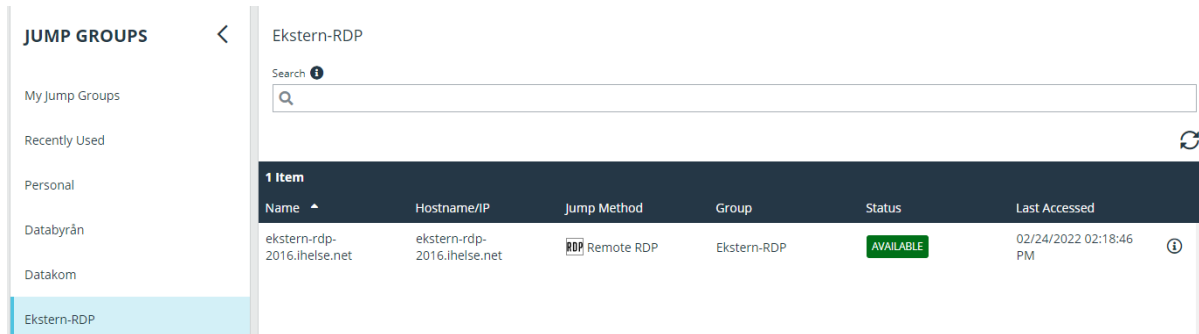 JUMP GROUPS
My Jump Groups
Recently Used
Personal
Databyrån
Datakom
Ekstern-RDP
Ekstern-RDP
Search
1 Item
Name Hostname/IP Jump Method Group Status Last Accessed
ekstern-rdp- ekstern-rdp- RDP Remote RDP Ekstern-RDP AVAILABLE 02/24/2022 02:18:46
2016.ihelse.net 2016.ihelse.net PM